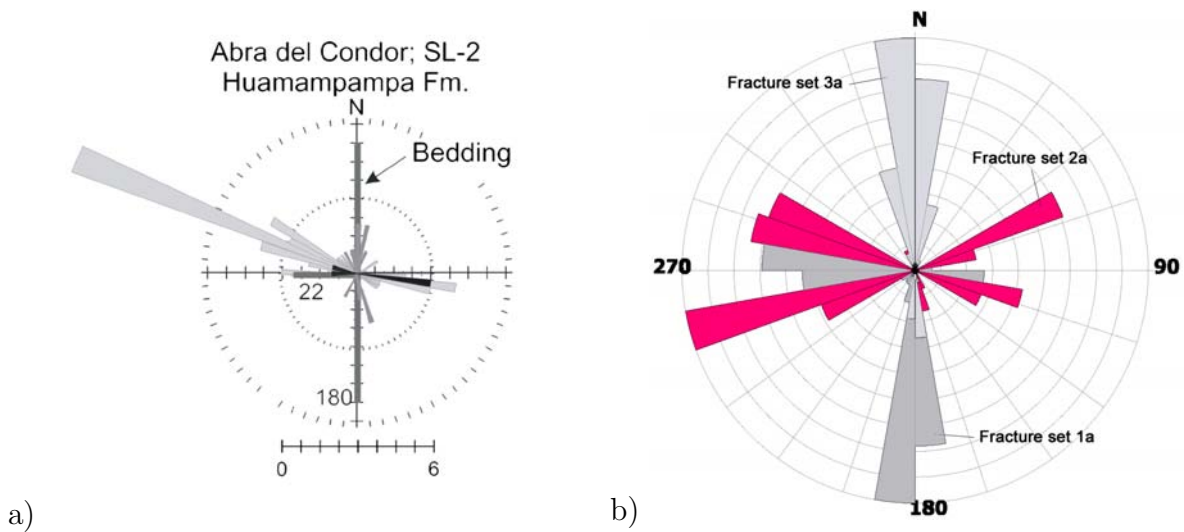 Abra del Condor; SL-2
Huamampampa Fm.
N
Bedding
22
180
0 6
a)
N
Fracture set 3a
Fracture set 2a
270
90
Fracture set 1a
180
b)